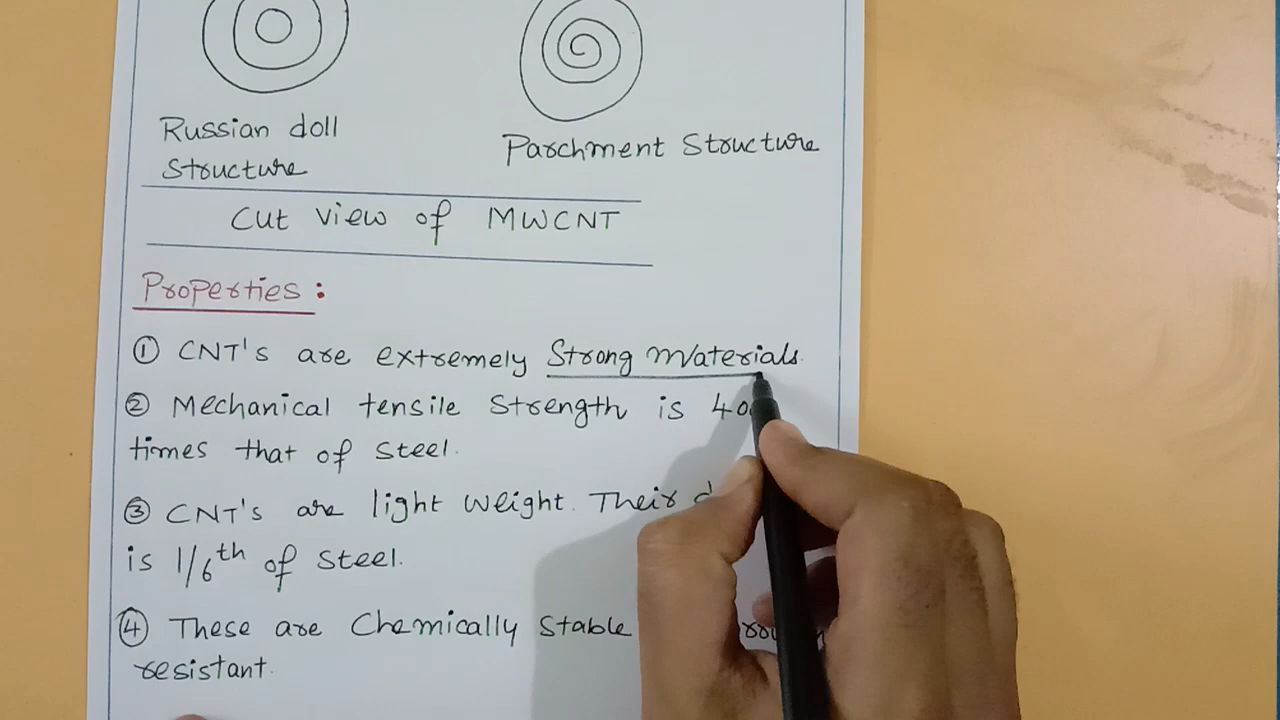 Russian doll
Structure
Parchment Structure
Cut view of MWCNT
Properties :
① CNT's are extremely Strong Materials.
② Mechanical tensile Strength is
times that of Steel.
③ CNT's are light weight. Their
is 1/6th of Steel.
④ These are Chemically Stable
resistant.